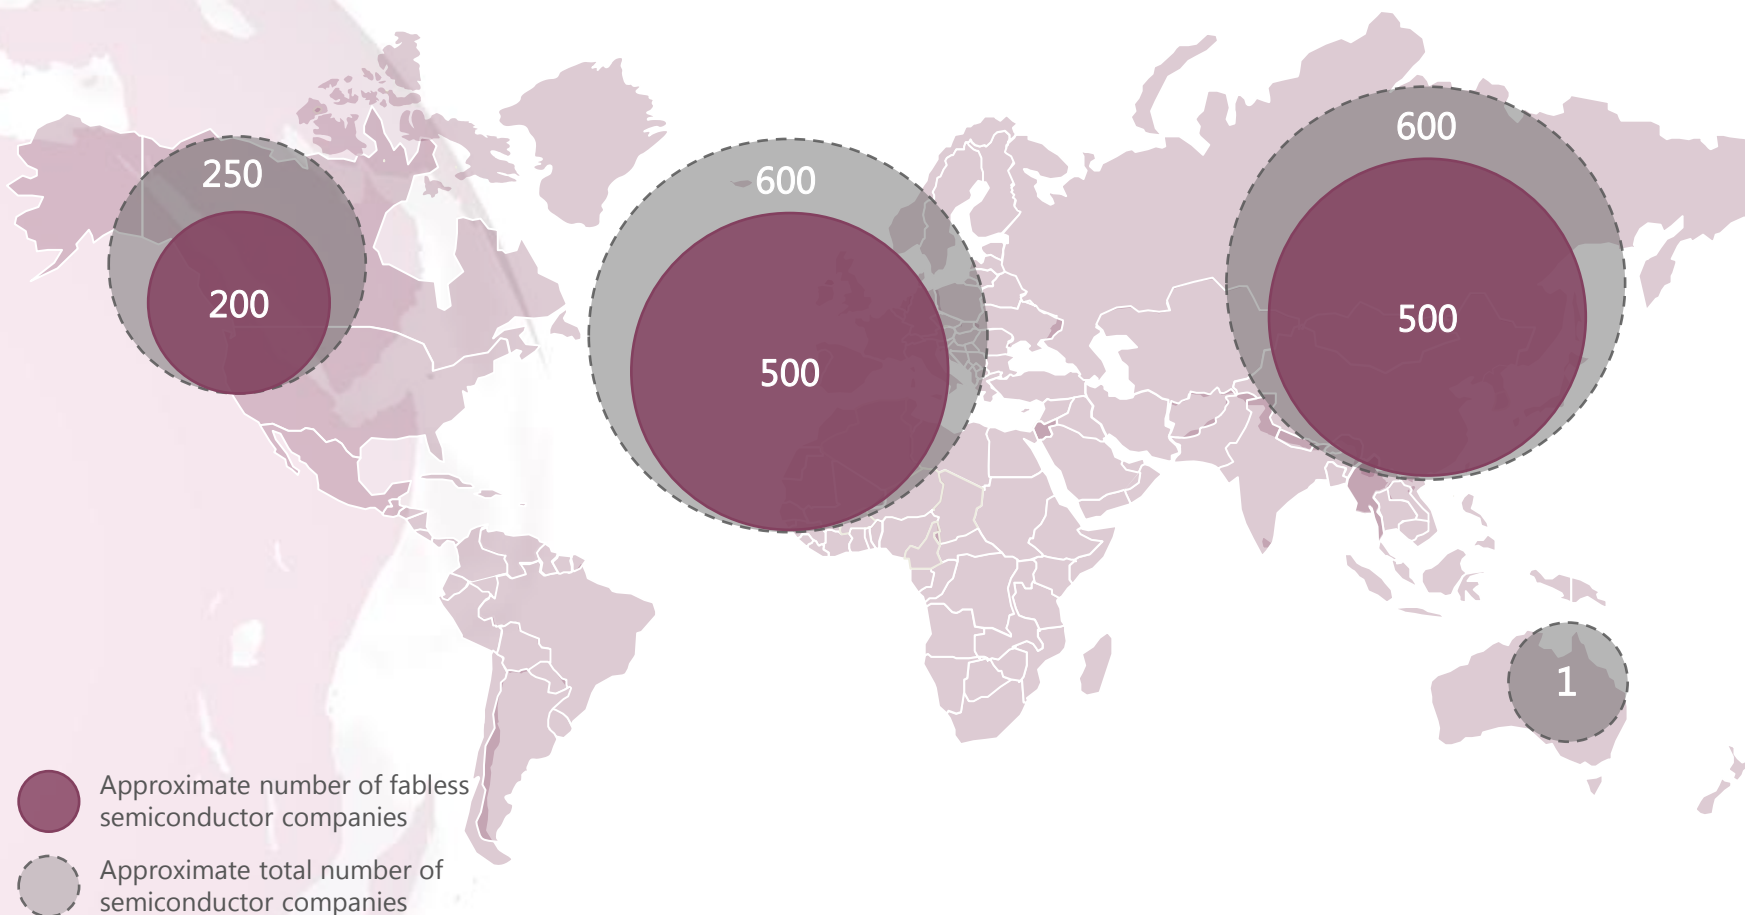 600
250
600
200
500
500
1
Approximate number of fabless
semiconductor companies
Approximate total number of
semiconductor companies